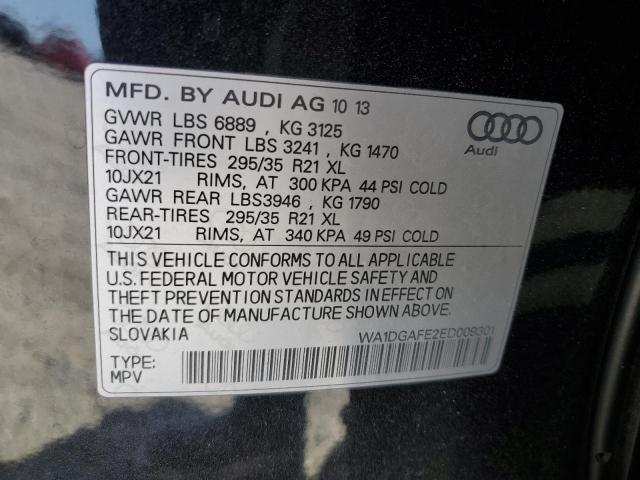 MFD. BY AUDI AG 10 13
GVWR LBS 6889 , KG 3125
GAWR FRONT LBS 3241 , KG 1470
FRONT-TIRES 295/35 R21 XL
10JX21 RIMS, AT 300 KPA 44 PSI COLD
GAWR REAR LBS3946 , KG 1790
REAR-TIRES 295/35 R21 XL
10JX21 RIMS, AT 340 KPA 49 PSI COLD
Audi
THIS VEHICLE CONFORMS TO ALL APPLICABLE
U.S. FEDERAL MOTOR VEHICLE SAFETY AND
THEFT PREVENTION STANDARDS IN EFFECT ON
THE DATE OF MANUFACTURE SHOWN ABOVE.
SLOVAKIA
WA1DGAFE2ED009301
TYPE:
MPV